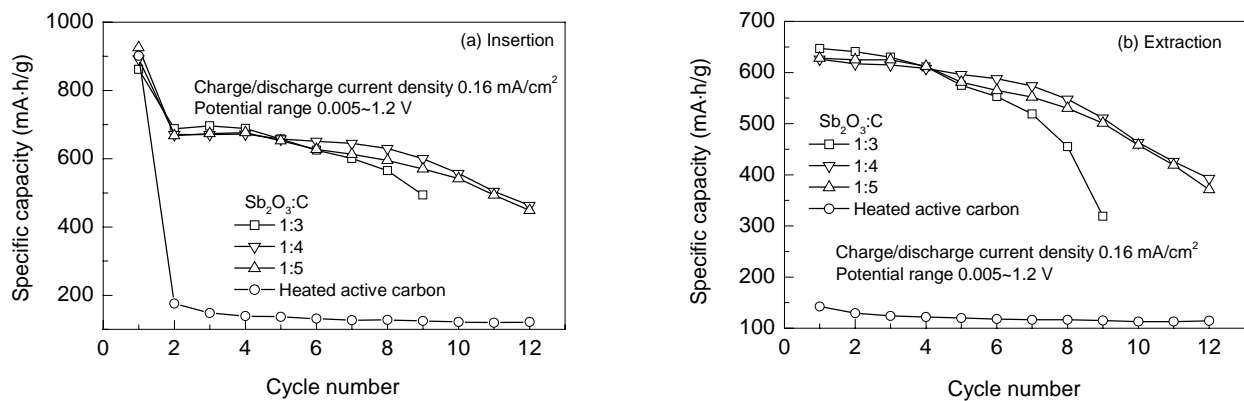 (a) Insertion
Charge/discharge current density 0.16 mA/cm²
Potential range 0.005~1.2 V
Sb₂O₃:C
1:3
1:4
1:5
Heated active carbon
1000
800
600
400
200
0 2 4 6 8 10 12
Cycle number
Specific capacity (mA·h/g)
(b) Extraction
Sb₂O₃:C
1:3
1:4
1:5
Heated active carbon
Charge/discharge current density 0.16 mA/cm²
Potential range 0.005~1.2 V
700
600
500
400
300
200
100
0 2 4 6 8 10 12
Cycle number
Specific capacity (mA·h/g)